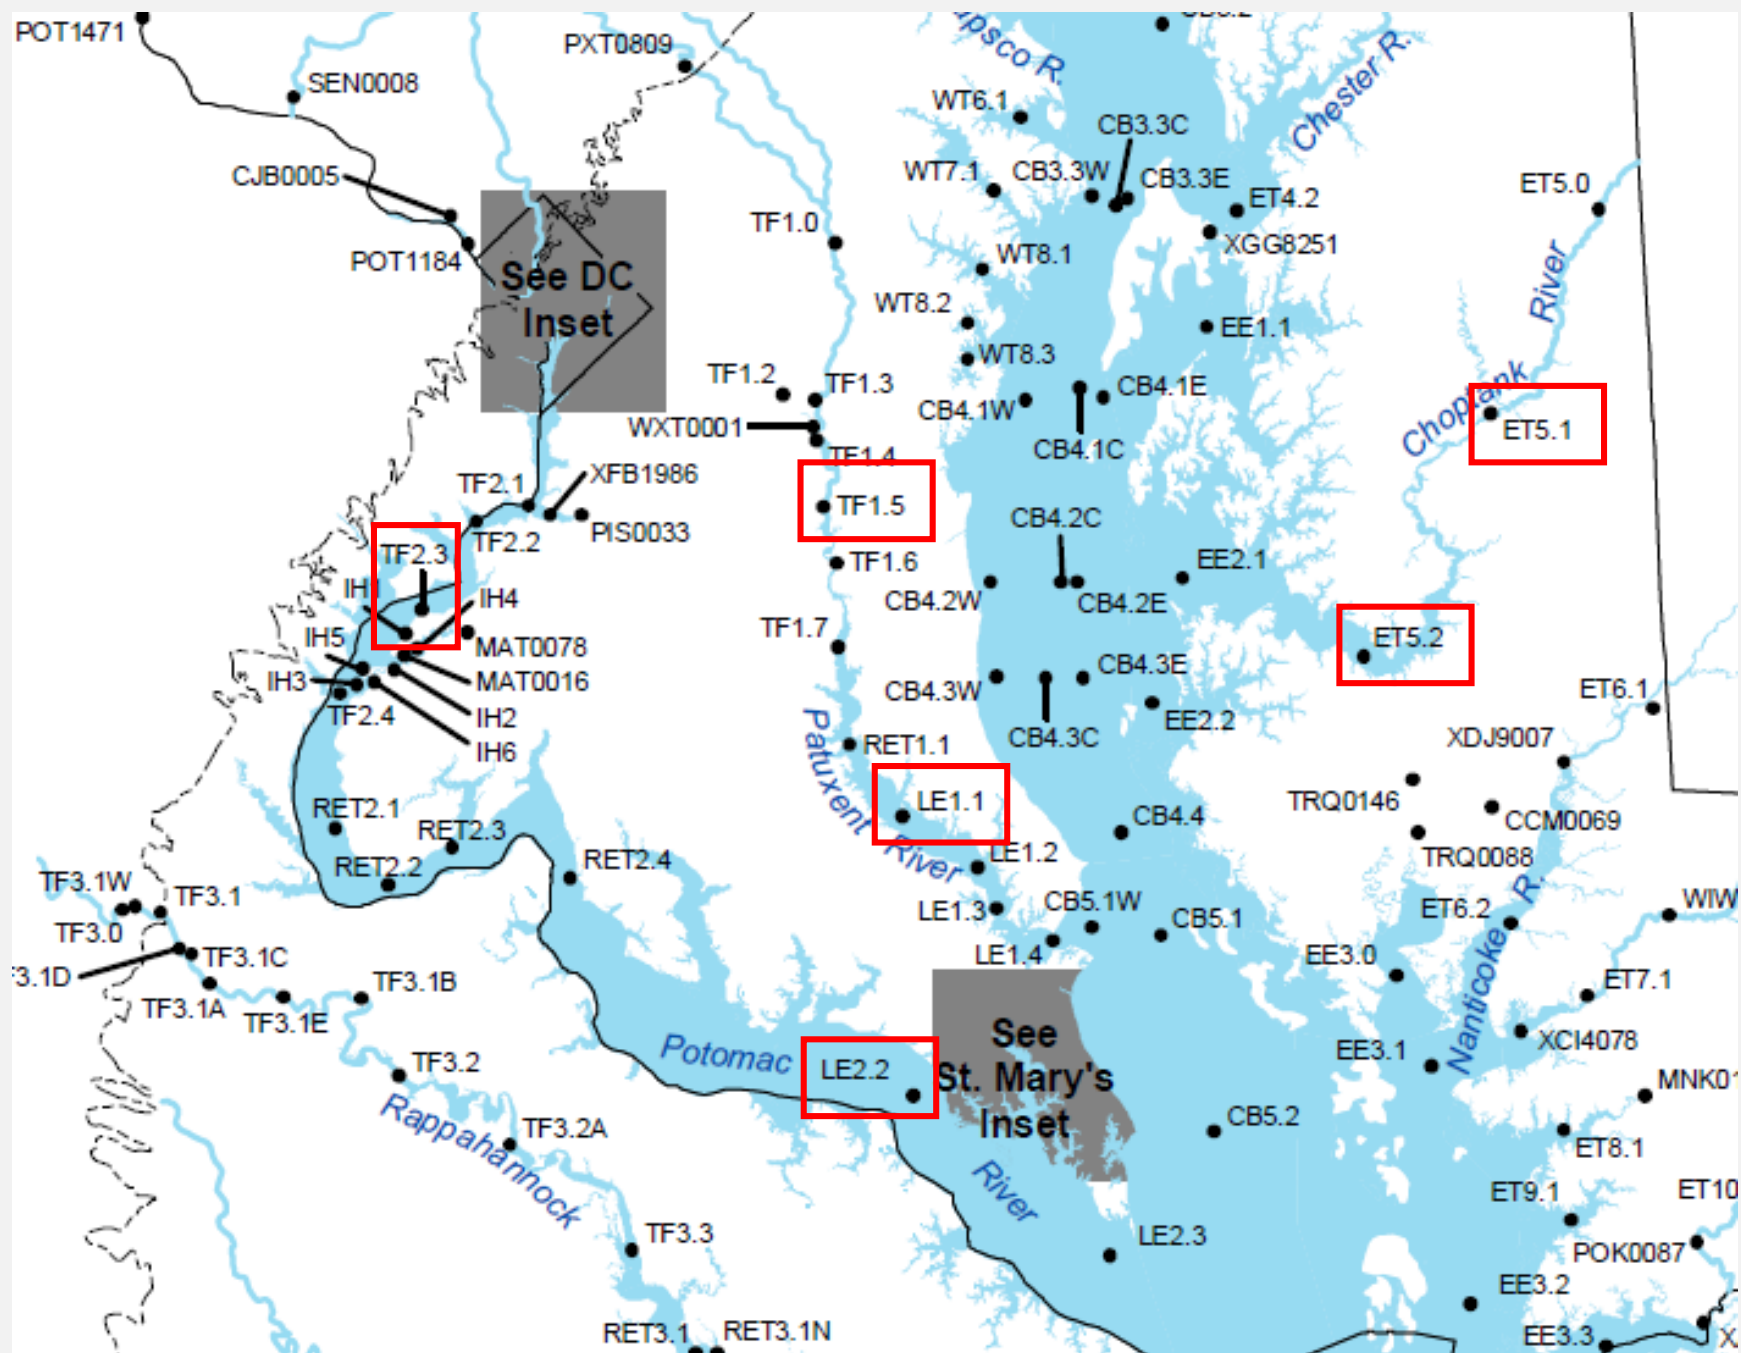 POT1471
PXT0809
CB3.2
SEN0008
Chester R.
WT6.1
CB3.3C
CJB0005
WT7.1
CB3.3W
CB3.3E
ET5.0
ET4.2
TF1.0
XGG8251
POT1184
WT8.1
See DC
Inset
River
WT8.2
EE1.1
WT8.3
TF1.2
TF1.3
CB4.1E
Choptank
CB4.1W
WXT0001
ET5.1
CB4.1C
TF1.4
XFB1986
TF2.1
TF1.5
CB4.2C
PIS0033
TF2.2
TF2.3
TF1.6
EE2.1
IH4
CB4.2W
CB4.2E
IH5
TF1.7
ET5.2
MAT0078
CB4.3E
IH3
MAT0016
CB4.3W
ET6.1
TF2.4
IH2
EE2.2
CB4.3C
XDJ9007
IH6
RET1.1
Patuxent River
LE1.1
TRQ0146
RET2.1
CB4.4
CCM0069
RET2.3
LE1.2
TRQ0088
RET2.2
RET2.4
TF3.1W
TF3.1
LE1.3
CB5.1W
CB5.1
ET6.2
WIW
TF3.0
LE1.4
EE3.0
TF3.1C
3.1D
TF3.1B
ET7.1
TF3.1A
TF3.1E
Nanticoke R.
See
St. Mary's
Inset
XCI4078
EE3.1
Potomac
TF3.2
LE2.2
MNK01
Rappahannock
CB5.2
TF3.2A
ET8.1
River
ET9.1
ET10
TF3.3
LE2.3
POK0087
EE3.2
RET3.1
RET3.1N
EE3.3
X